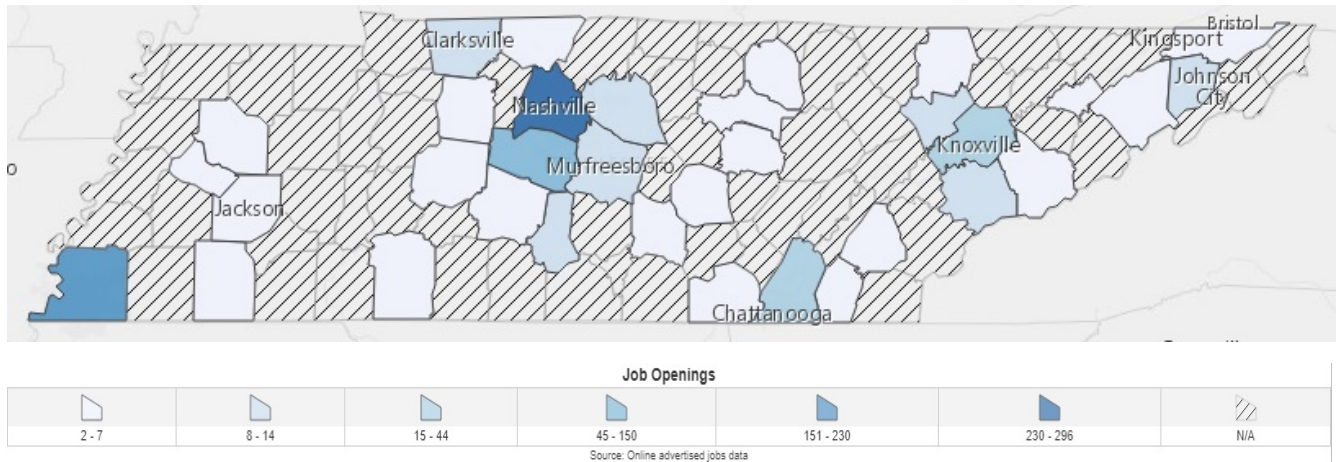 Bristol
Kingsport
Clarksville
Johnson
City
Nashville
Knoxville
Murfreesboro
o
Jackson
Chattanooga
Job Openings
2 - 7 8 - 14 15 - 44 45 - 150 151 - 230 230 - 296 N/A
Source: Online advertised jobs data